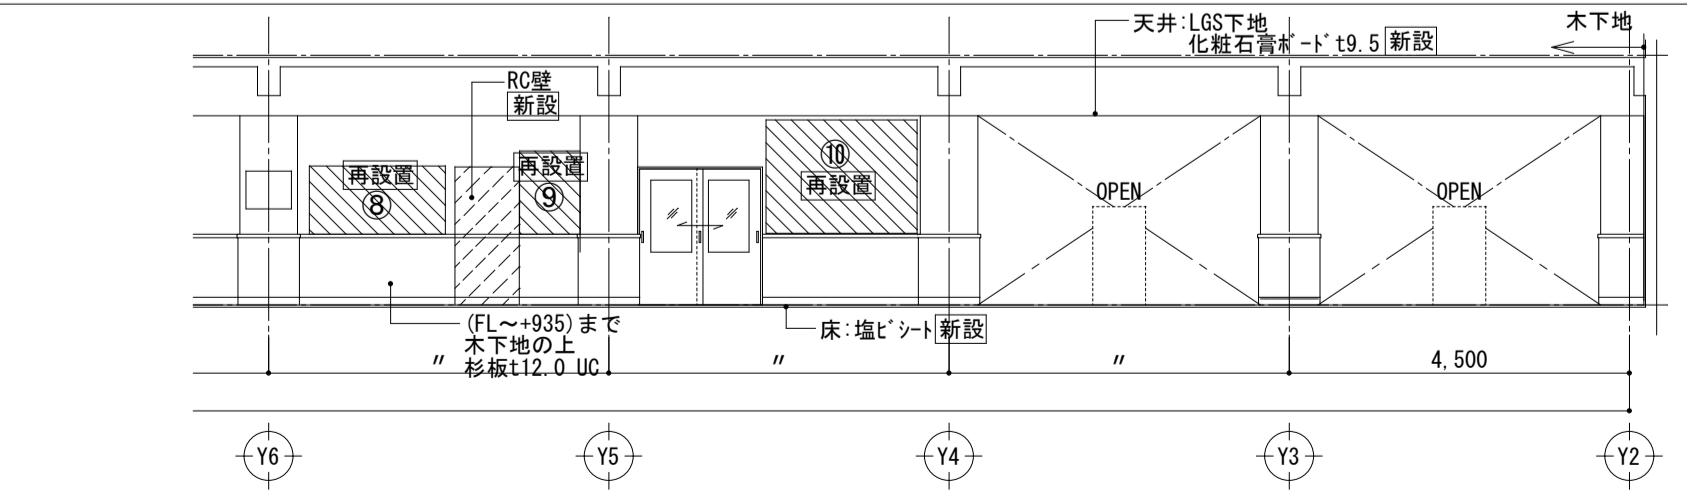 天井:LGS下地
化粧石膏ﾎﾞｰﾄﾞt9.5 新設
木下地
RC壁
新設
再設置
⑧
再設置
⑨
⑩
再設置
OPEN
OPEN
(FL～+935)まで
木下地の上
杉板t12.0 UC
床:塩ﾋﾞｼｰﾄ 新設
〃 〃 〃 4,500
Y6 Y5 Y4 Y3 Y2